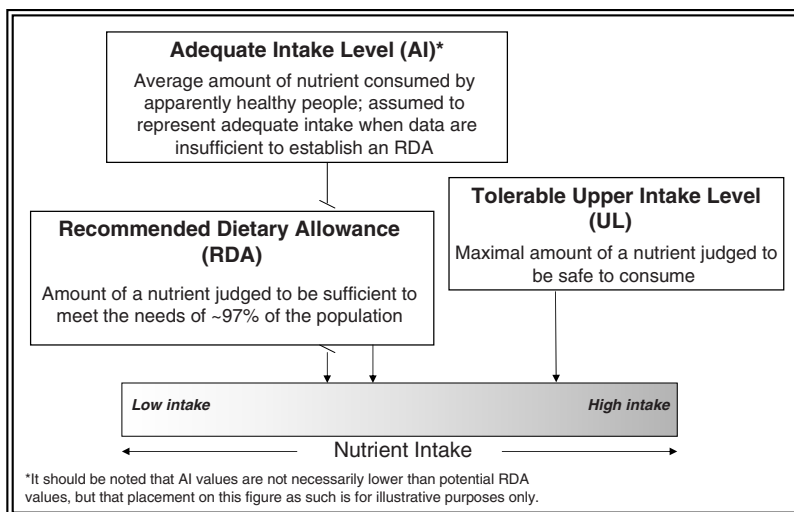 Adequate Intake Level (AI)*
Average amount of nutrient consumed by
apparently healthy people; assumed to
represent adequate intake when data are
insufficient to establish an RDA
Tolerable Upper Intake Level
(UL)
Maximal amount of a nutrient judged to
be safe to consume
Recommended Dietary Allowance
(RDA)
Amount of a nutrient judged to be sufficient to
meet the needs of ~97% of the population
Low intake
High intake
Nutrient Intake
*It should be noted that AI values are not necessarily lower than potential RDA
values, but that placement on this figure as such is for illustrative purposes only.